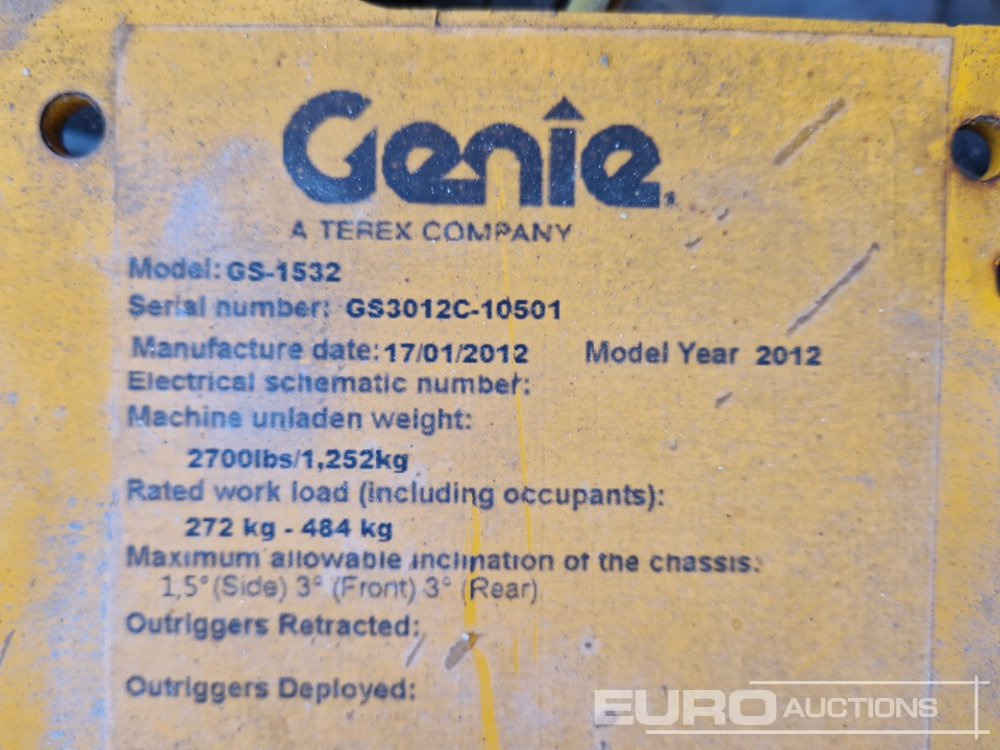 Genie
A TEREX COMPANY
Model: GS-1532
Serial number: GS3012C-10501
Manufacture date: 17/01/2012 Model Year 2012
Electrical schematic number:
Machine unladen weight:
2700lbs/1,252kg
Rated work load (including occupants):
272 kg - 484 kg
Maximum allowable inclination of the chassis:
1,5° (Side) 3° (Front) 3° (Rear)
Outriggers Retracted:
Outriggers Deployed:
EURO AUCTIONS